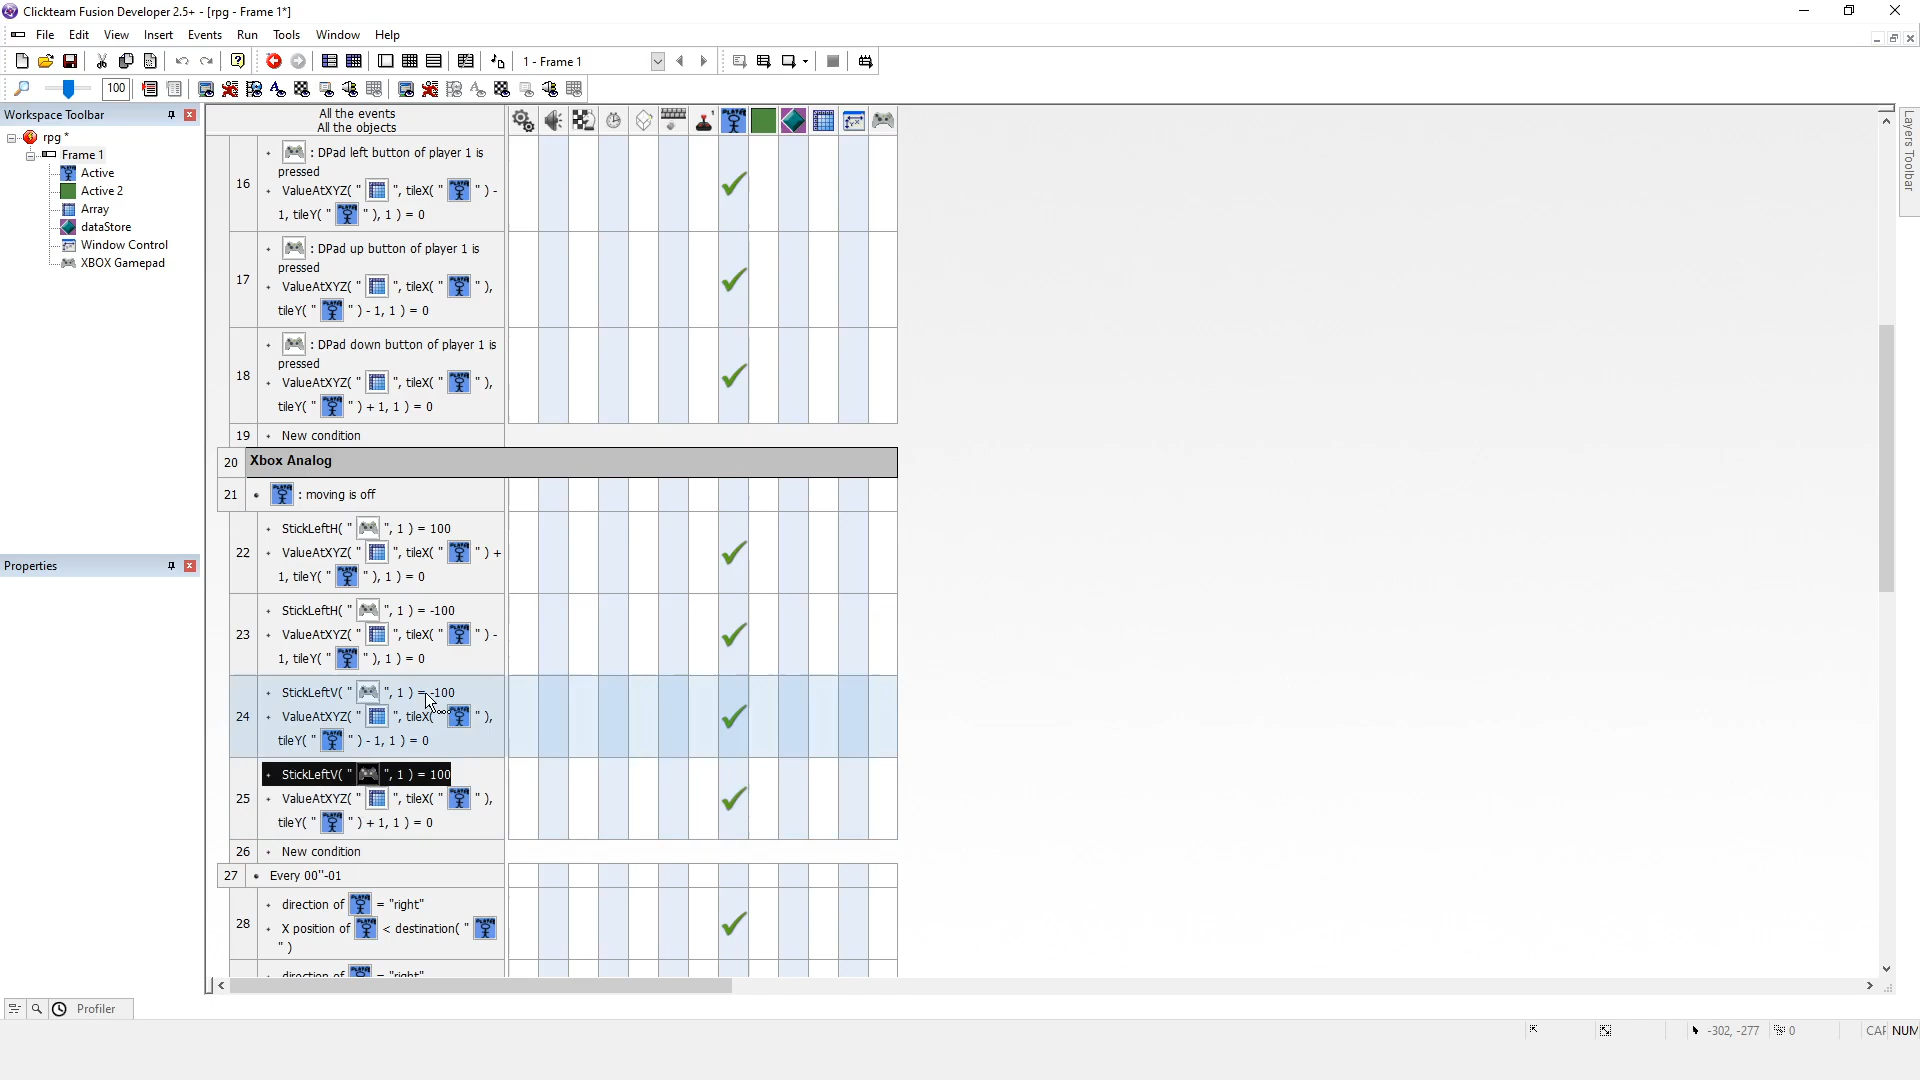 Clickteam Fusion Developer 2.5+ - [rpg - Frame 1*]
File Edit View Insert Events Run Tools Window Help
1 - Frame 1
100
Workspace Toolbar
rpg *
Frame 1
Active
Active 2
Array
dataStore
Window Control
XBOX Gamepad
Properties
Profiler
All the events
All the objects
16
: DPad left button of player 1 is
pressed
ValueAtXYZ( " ", tileX( " " ) -
1, tileY( " " ), 1 ) = 0
17
: DPad up button of player 1 is
pressed
ValueAtXYZ( " ", tileX( " " ),
tileY( " " ) - 1, 1 ) = 0
18
: DPad down button of player 1 is
pressed
ValueAtXYZ( " ", tileX( " " ),
tileY( " " ) + 1, 1 ) = 0
19 New condition
20 Xbox Analog
21 : moving is off
22
StickLeftH( " ", 1 ) = 100
ValueAtXYZ( " ", tileX( " " ) +
1, tileY( " " ), 1 ) = 0
23
StickLeftH( " ", 1 ) = -100
ValueAtXYZ( " ", tileX( " " ) -
1, tileY( " " ), 1 ) = 0
24
StickLeftV( " ", 1 ) = -100
ValueAtXYZ( " ", tileX( " " ),
tileY( " " ) - 1, 1 ) = 0
25
StickLeftV( " ", 1 ) = 100
ValueAtXYZ( " ", tileX( " " ),
tileY( " " ) + 1, 1 ) = 0
26 New condition
27 Every 00"-01
28
direction of = "right"
X position of < destination( "
" )
direction of = "right"
Layers Toolbar
-302, -277
0
CAP NUM